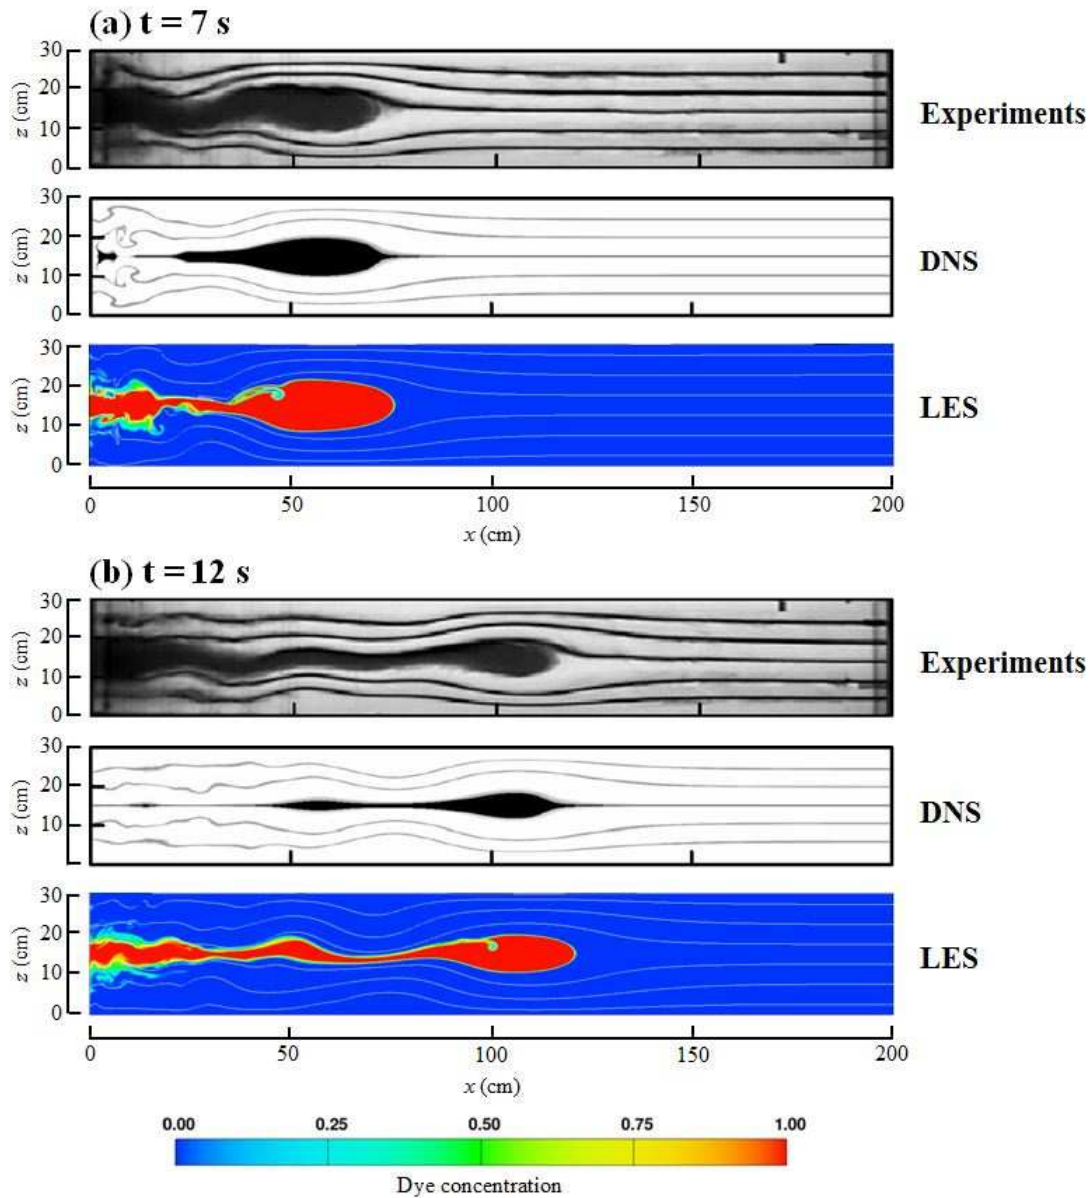 (a) t = 7 s
30
20
10
0
z (cm)
Experiments
30
20
10
0
z (cm)
DNS
30
20
10
0
z (cm)
LES
0 50 100 150 200
x (cm)
(b) t = 12 s
30
20
10
0
z (cm)
Experiments
30
20
10
z (cm)
DNS
30
20
10
0
z (cm)
LES
0 50 100 150 200
x (cm)
0.00 0.25 0.50 0.75 1.00
Dye concentration